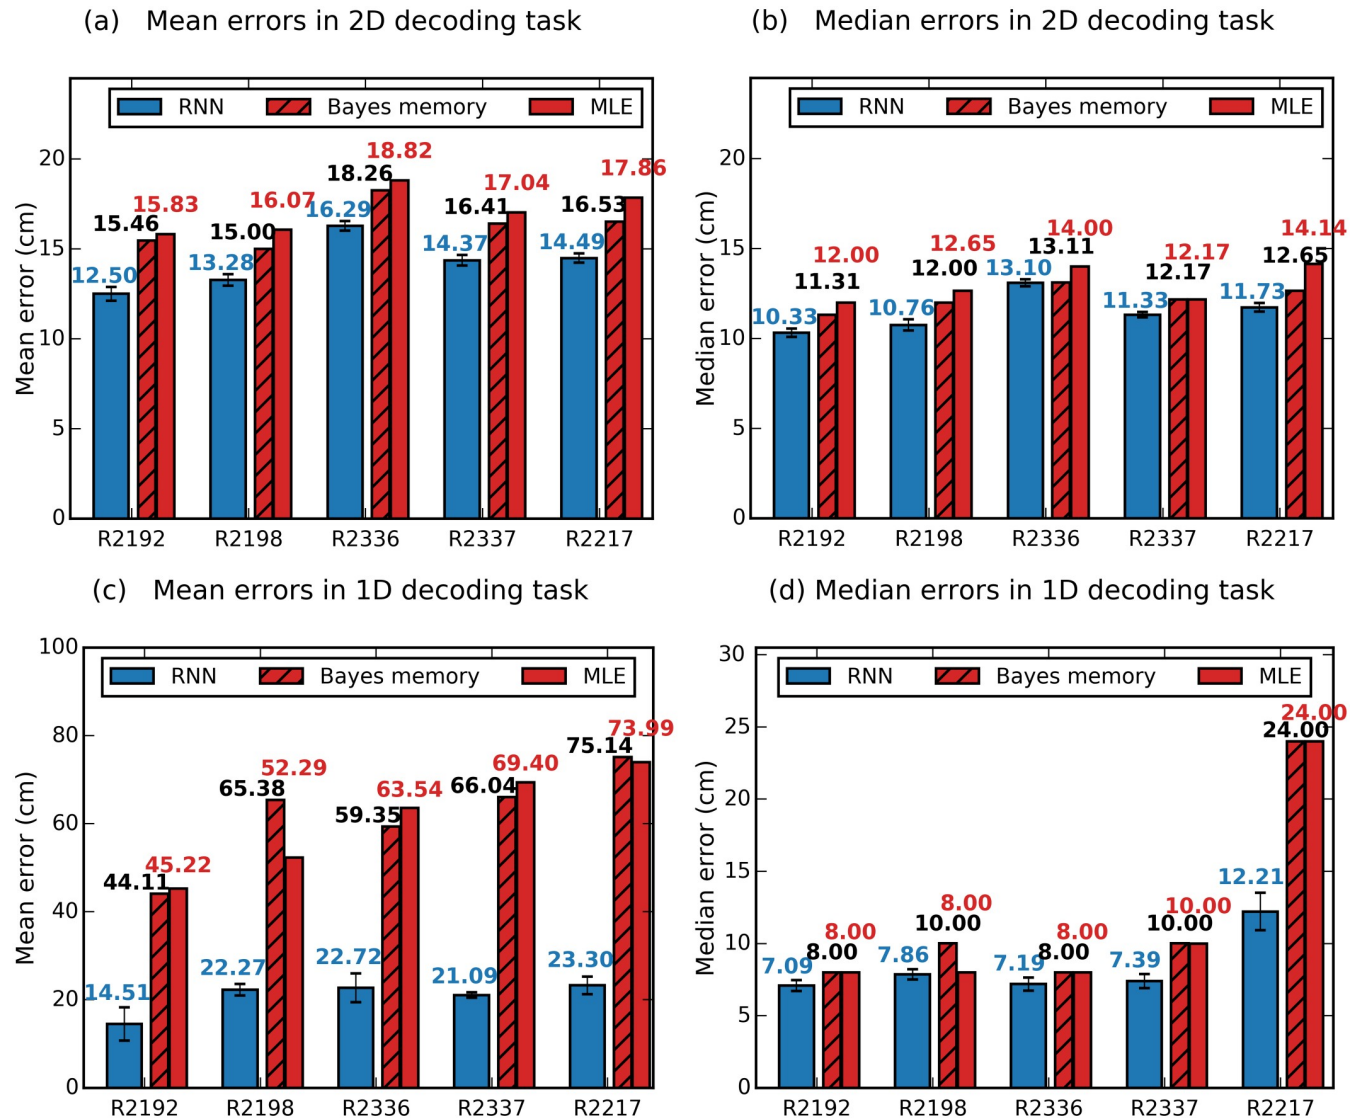 (a) Mean errors in 2D decoding task
RNN Bayes memory MLE
Mean error (cm)
20
15
10
5
0
12.50 15.46 15.83
13.28 15.00 16.07
16.29 18.26 18.82
14.37 16.41 17.04
14.49 16.53 17.86
R2192 R2198 R2336 R2337 R2217
(b) Median errors in 2D decoding task
RNN Bayes memory MLE
Median error (cm)
20
15
10
5
0
10.33 11.31 12.00
10.76 12.00 12.65
13.10 13.11 14.00
11.33 12.17 12.17
11.73 12.65 14.14
R2192 R2198 R2336 R2337 R2217
(c) Mean errors in 1D decoding task
RNN Bayes memory MLE
Mean error (cm)
100
80
60
40
20
0
14.51 44.11 45.22
22.27 65.38 52.29
22.72 59.35 63.54
21.09 66.04 69.40
23.30 75.14 73.99
R2192 R2198 R2336 R2337 R2217
(d) Median errors in 1D decoding task
RNN Bayes memory MLE
Median error (cm)
30
25
20
15
10
5
0
7.09 8.00 8.00
7.86 10.00 8.00
7.19 8.00 8.00
7.39 10.00 10.00
12.21 24.00 24.00
R2192 R2198 R2336 R2337 R2217